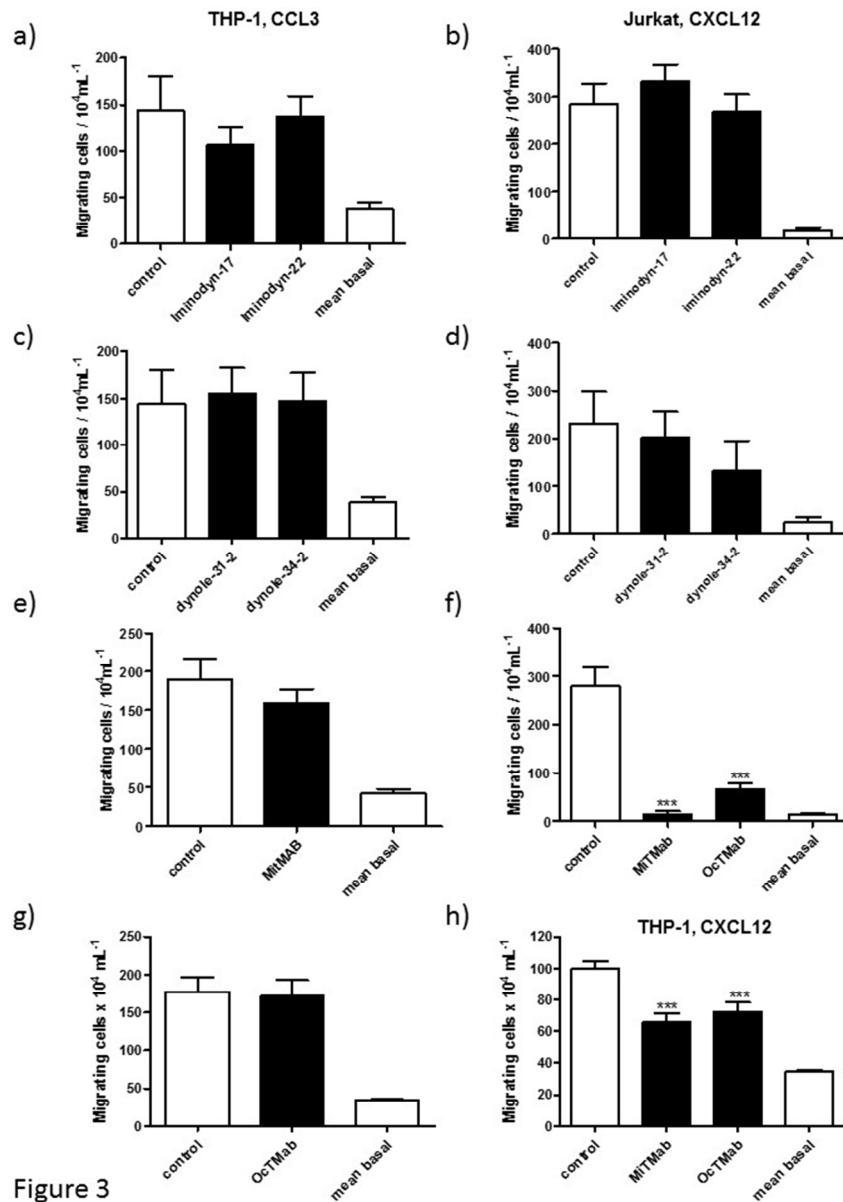 a)
THP-1, CCL3
Migrating cells / 10⁴mL⁻¹
200
150
100
50
0
control
Iminodyn-17
Iminodyn-22
mean basal
b)
Jurkat, CXCL12
Migrating cells / 10⁴mL⁻¹
400
300
200
100
0
control
iminodyn-17
iminodyn-22
mean basal
c)
Migrating cells / 10⁴mL⁻¹
200
150
100
50
0
control
dynole-31-2
dynole-34-2
mean basal
d)
Migrating cells / 10⁴mL⁻¹
400
300
200
100
0
control
dynole-31-2
dynole-34-2
mean basal
e)
Migrating cells / 10⁴mL⁻¹
250
200
150
100
50
0
control
MitMAB
mean basal
f)
Migrating cells / 10⁴mL⁻¹
400
300
200
100
0
***
***
control
MiTMab
OcTMab
mean basal
g)
Migrating cells x 10⁴ mL⁻¹
250
200
150
100
50
0
control
OcTMab
mean basal
h)
THP-1, CXCL12
Migrating cells x 10⁴ mL⁻¹
120
100
80
60
40
20
0
***
***
control
MiTMab
OcTMab
mean basal
Figure 3